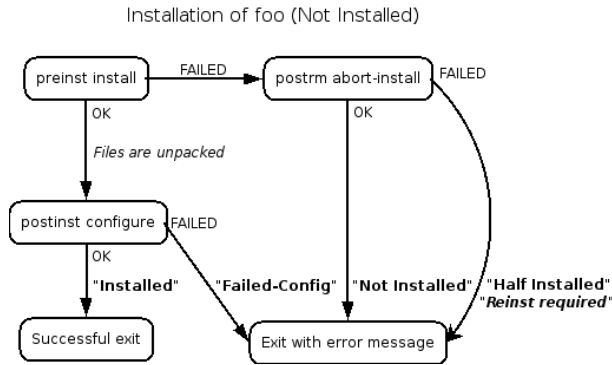 Installation of foo (Not Installed)
preinst install
FAILED
postrm abort-install
FAILED
OK
OK
Files are unpacked
postinst configure
FAILED
OK
"Installed"
"Failed-Config"
"Not Installed"
"Half Installed"
"Reinst required"
Successful exit
Exit with error message